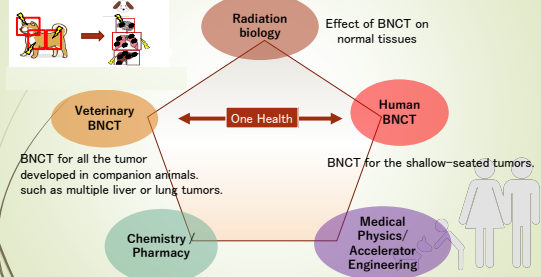 Radiation
biology
Effect of BNCT on
normal tissues
Veterinary
BNCT
One Health
Human
BNCT
BNCT for all the tumor
developed in companion animals.
such as multiple liver or lung tumors.
BNCT for the shallow-seated tumors.
Chemistry /
Pharmacy
Medical
Physics/
Accelerator
Engineering